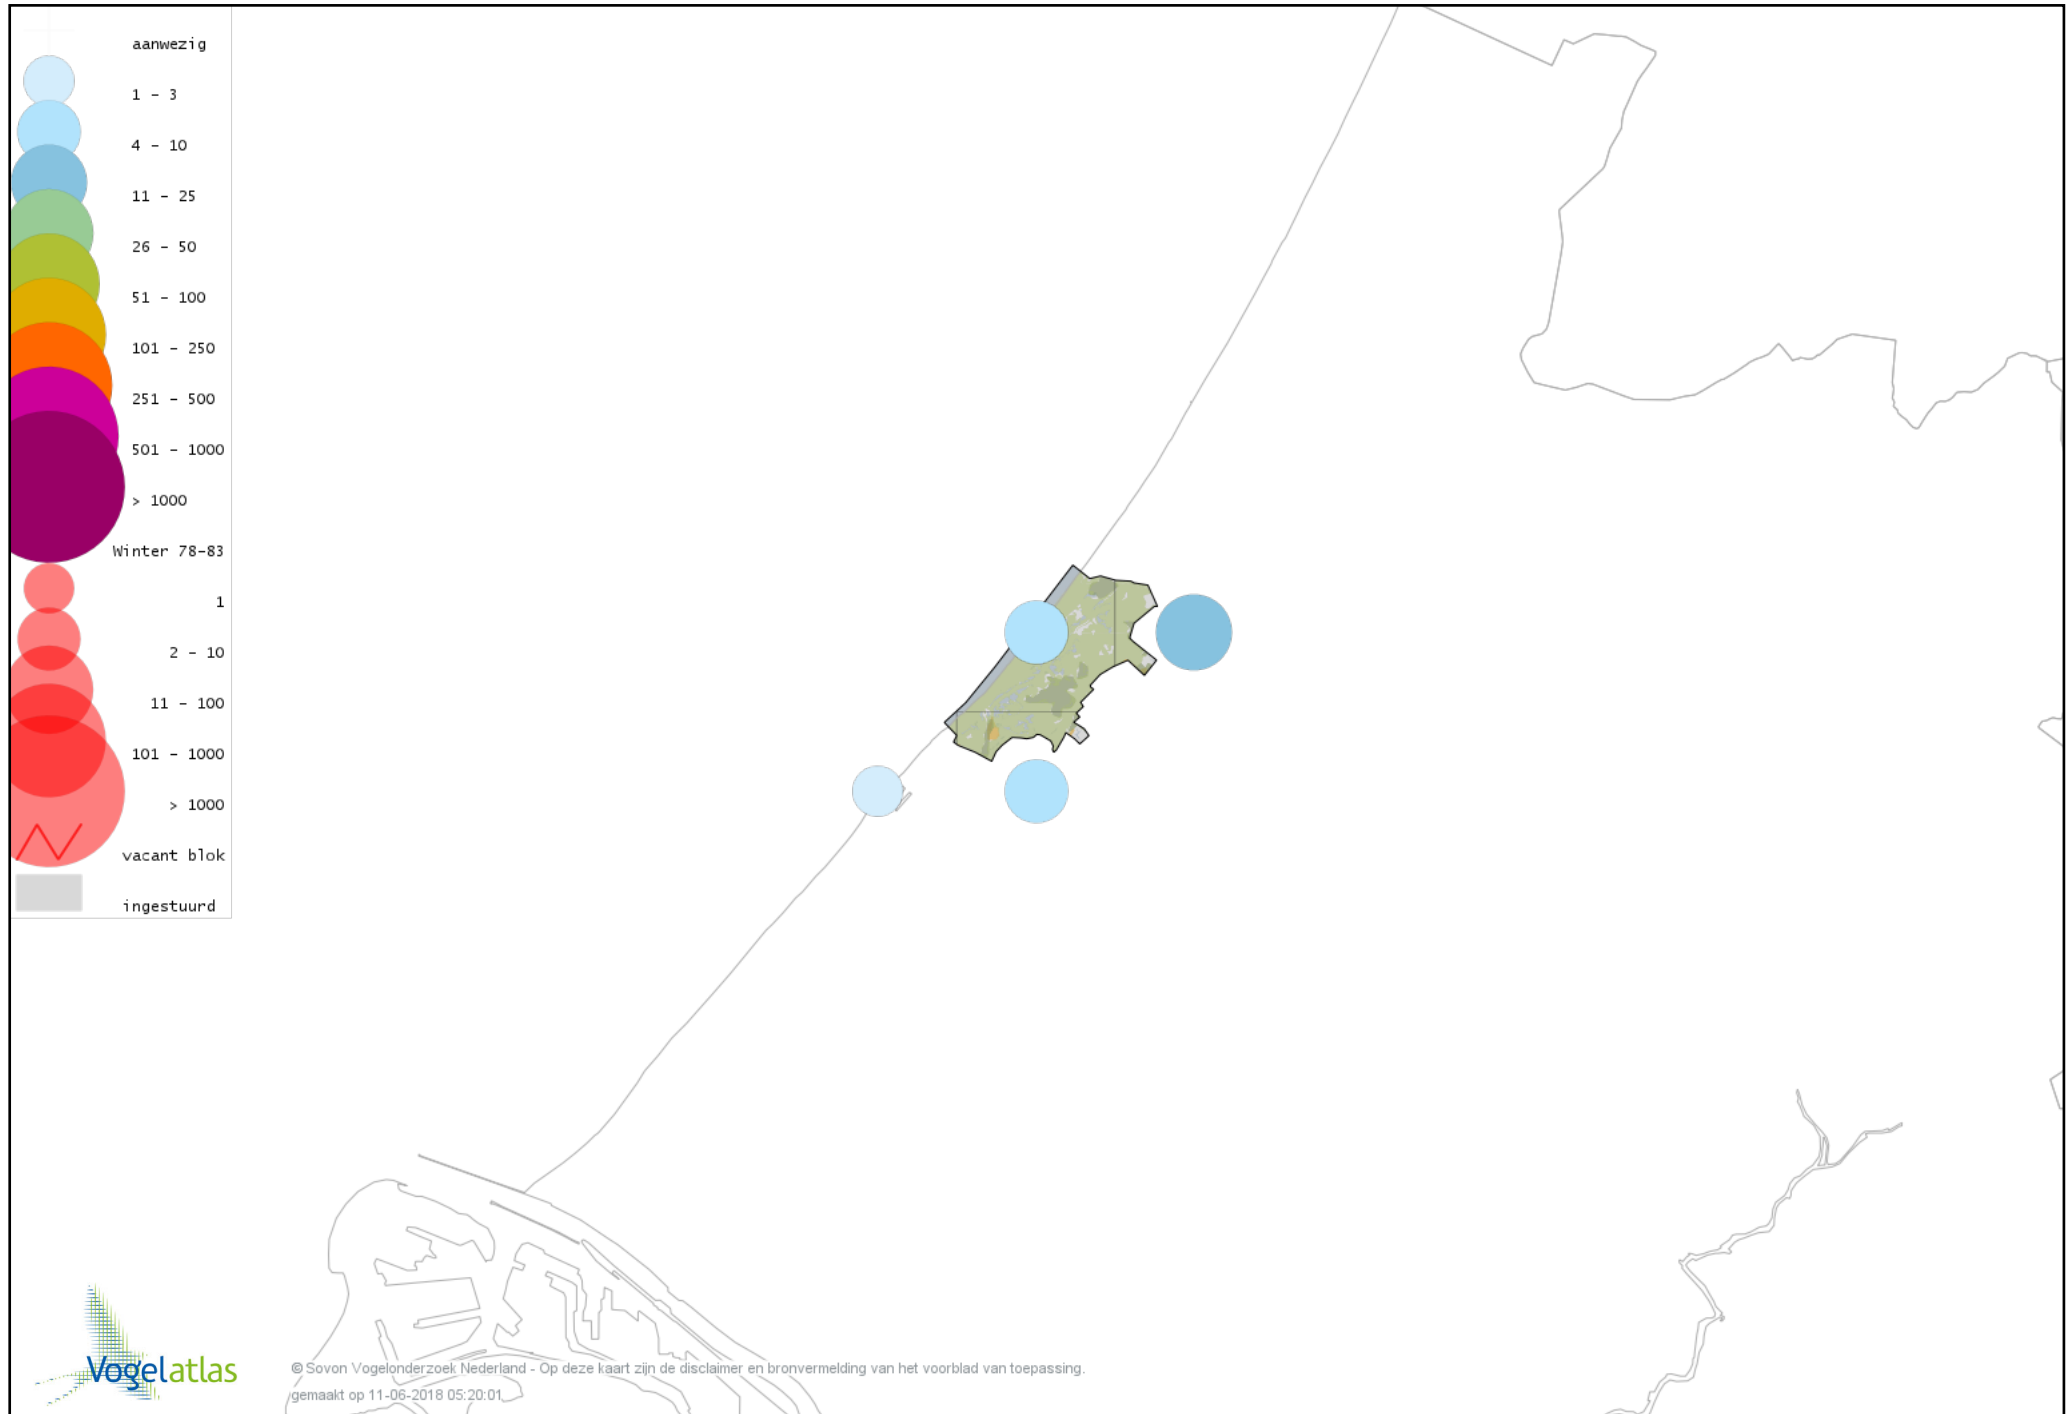 aanwezig
1 - 3
4 - 10
11 - 25
26 - 50
51 - 100
101 - 250
251 - 500
501 - 1000
> 1000
Winter 78-83
1
2 - 10
11 - 100
101 - 1000
> 1000
vacant blok
ingestuurd
Vogelatlas
© Sovon Vogelonderzoek Nederland - Op deze kaart zijn de disclaimer en bronvermelding van het voorblad van toepassing.
gemaakt op 11-06-2018 05:20:01